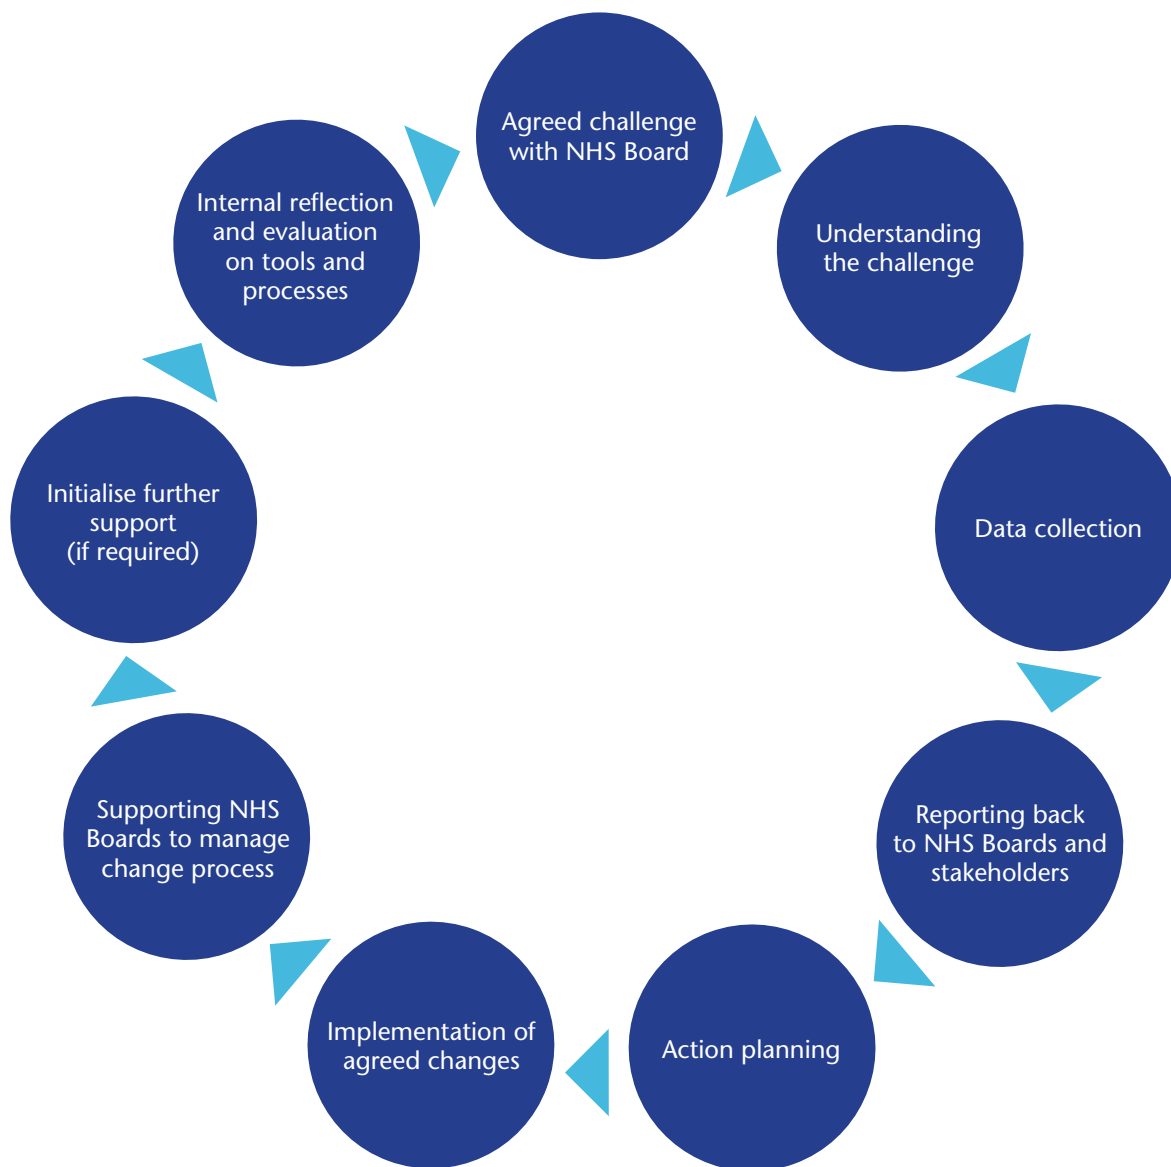 Agreed challenge
with NHS Board
Understanding
the challenge
Data collection
Reporting back
to NHS Boards and
stakeholders
Action planning
Implementation of
agreed changes
Supporting NHS
Boards to manage
change process
Initialise further
support
(if required)
Internal reflection
and evaluation
on tools and
processes